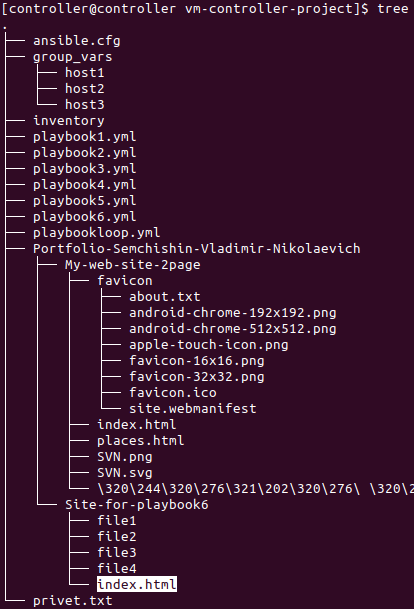 [controller@controller vm-controller-project]$ tree
.
├── ansible.cfg
├── group_vars
│   ├── host1
│   ├── host2
│   └── host3
├── inventory
├── playbook1.yml
├── playbook2.yml
├── playbook3.yml
├── playbook4.yml
├── playbook5.yml
├── playbook6.yml
├── playbookloop.yml
├── Portfolio-Semchishin-Vladimir-Nikolaevich
│   ├── My-web-site-2page
│   │   ├── favicon
│   │   │   ├── about.txt
│   │   │   ├── android-chrome-192x192.png
│   │   │   ├── android-chrome-512x512.png
│   │   │   ├── apple-touch-icon.png
│   │   │   ├── favicon-16x16.png
│   │   │   ├── favicon-32x32.png
│   │   │   ├── favicon.ico
│   │   │   └── site.webmanifest
│   │   ├── index.html
│   │   ├── places.html
│   │   ├── SVN.png
│   │   ├── SVN.svg
│   │   └── \320\244\320\276\321\202\320\276\ \320\2
│   └── Site-for-playbook6
│       ├── file1
│       ├── file2
│       ├── file3
│       ├── file4
│       └── index.html
└── privet.txt